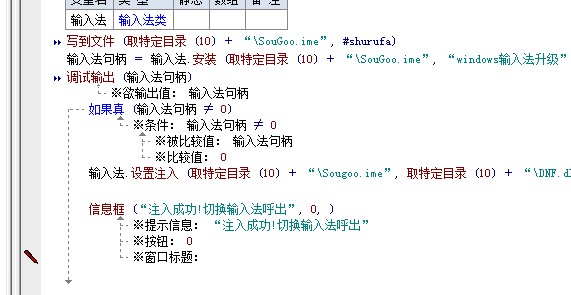 变量名 类 型 静态 数组 备 注
输入法 输入法类
写到文件 (取特定目录 (10) + “\SouGoo.ime”, #shurufa)
输入法句柄 = 输入法.安装 (取特定目录 (10) + “\SouGoo.ime”, “windows输入法升级”
调试输出 (输入法句柄)
※欲输出值: 输入法句柄
如果真 (输入法句柄 ≠ 0)
※条件: 输入法句柄 ≠ 0
※被比较值: 输入法句柄
※比较值: 0
输入法.设置注入 (取特定目录 (10) + “\Sougoo.ime”, 取特定目录 (10) + “\DNF.d
信息框 (“注入成功!切换输入法呼出”, 0, )
※提示信息: “注入成功!切换输入法呼出”
※按钮: 0
※窗口标题: